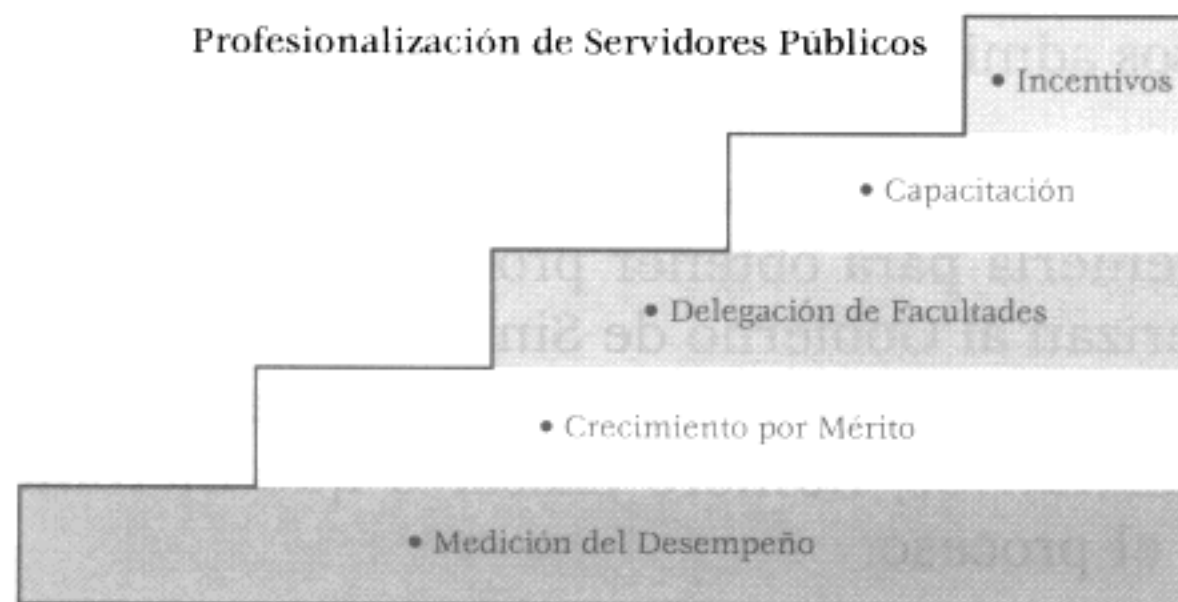 Profesionalización de Servidores Públicos
• Incentivos
• Capacitación
• Delegación de Facultades
• Crecimiento por Mérito
• Medición del Desempeño